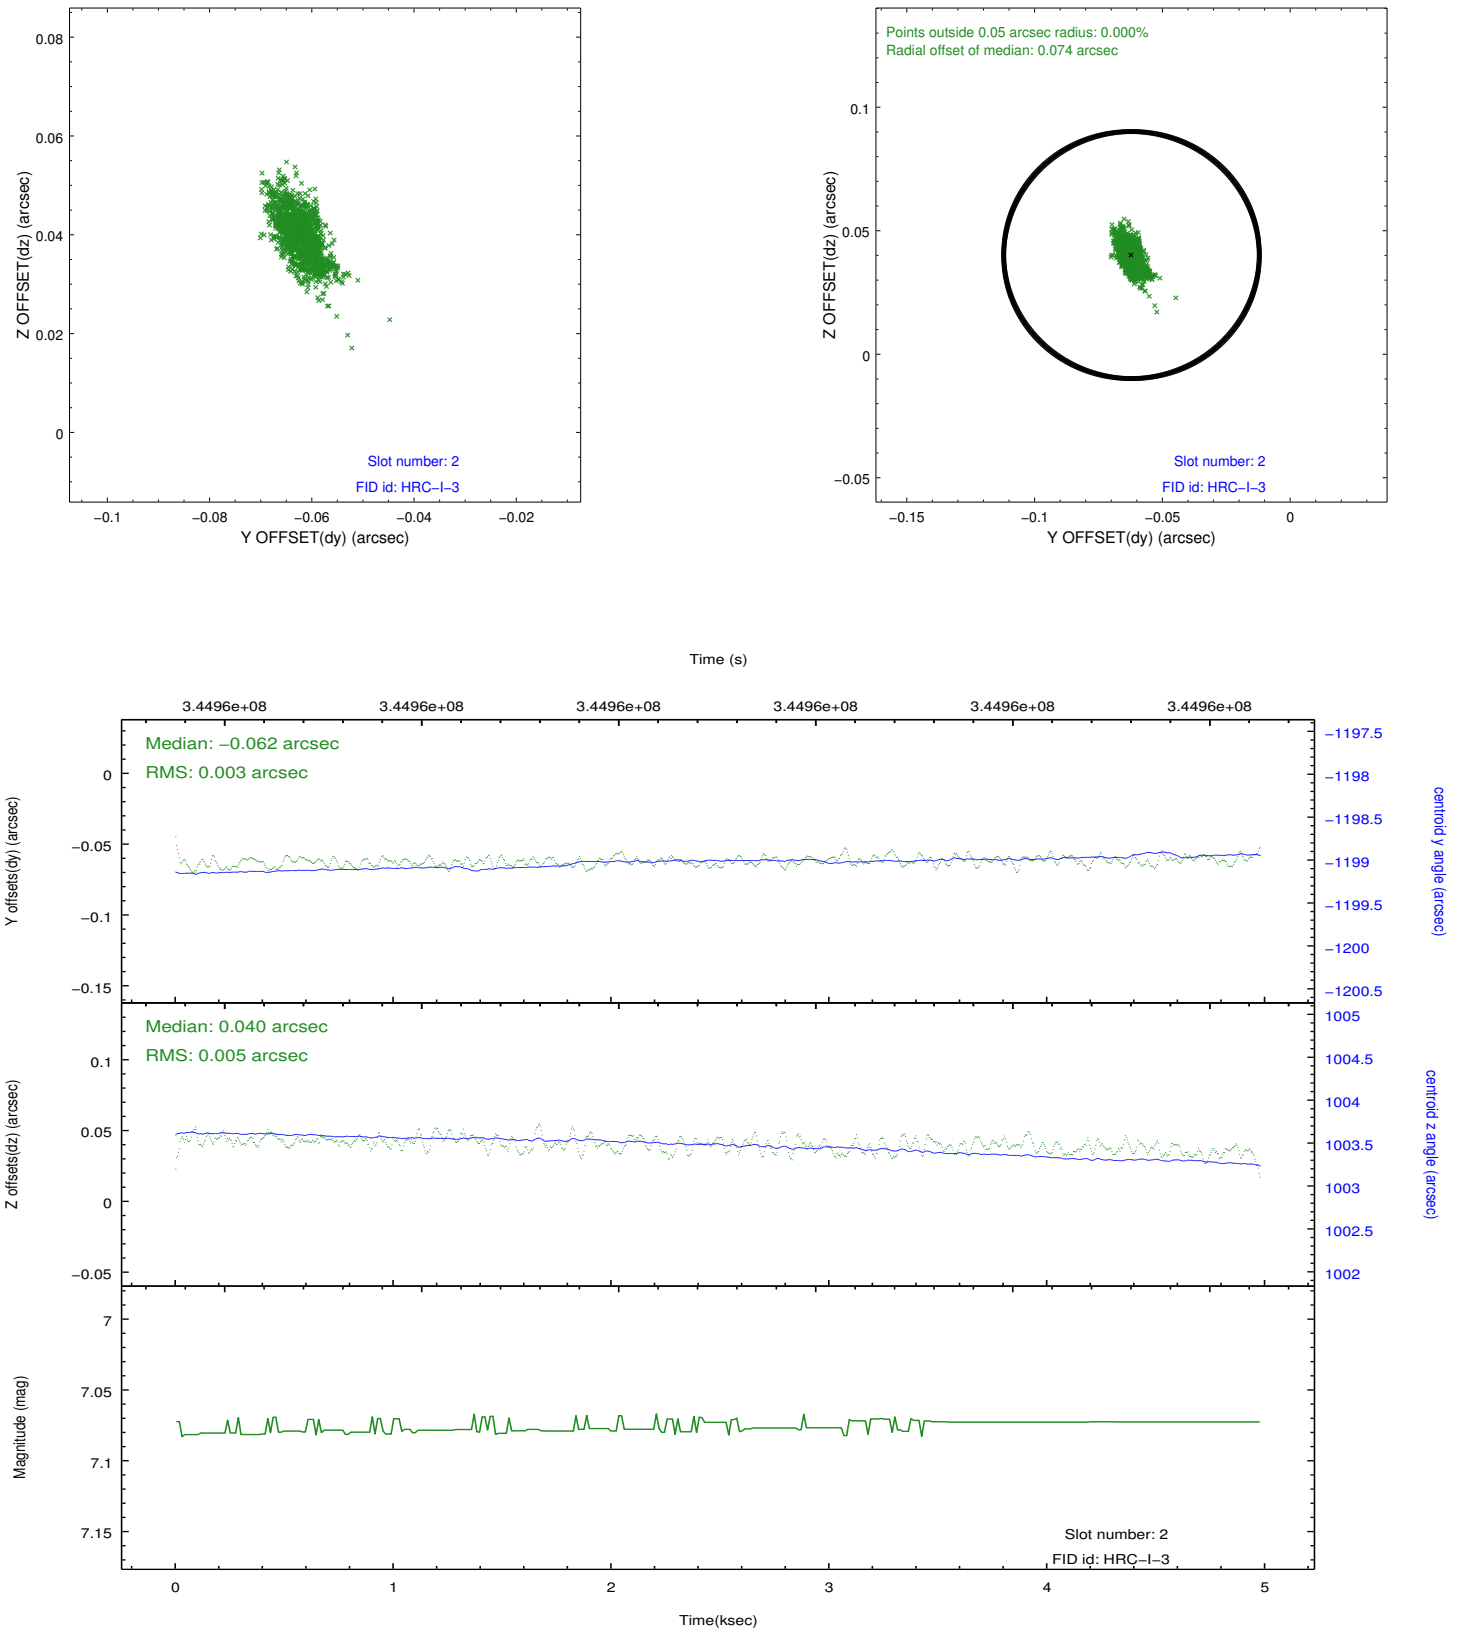 0.08
0.06
0.04
0.02
0
Z OFFSET(dz) (arcsec)
Slot number: 2
FID id: HRC−I−3
−0.1 −0.08 −0.06 −0.04 −0.02
Y OFFSET(dy) (arcsec)
Points outside 0.05 arcsec radius: 0.000%
Radial offset of median: 0.074 arcsec
0.1
0.05
0
−0.05
Z OFFSET(dz) (arcsec)
Slot number: 2
FID id: HRC−I−3
−0.15 −0.1 −0.05 0
Y OFFSET(dy) (arcsec)
Time (s)
3.4496e+08 3.4496e+08 3.4496e+08 3.4496e+08 3.4496e+08 3.4496e+08
Median: −0.062 arcsec
RMS: 0.003 arcsec
0
−0.05
−0.1
−0.15
Y offsets(dy) (arcsec)
−1197.5
−1198
−1198.5
−1199
−1199.5
−1200
−1200.5
centroid y angle (arcsec)
Median: 0.040 arcsec
RMS: 0.005 arcsec
0.1
0.05
0
−0.05
Z offsets(dz) (arcsec)
1005
1004.5
1004
1003.5
1003
1002.5
1002
centroid z angle (arcsec)
7
7.05
7.1
7.15
Magnitude (mag)
Slot number: 2
FID id: HRC−I−3
0 1 2 3 4 5
Time(ksec)